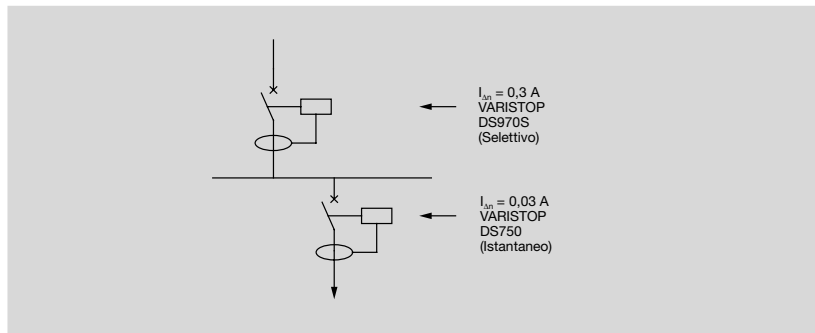 IΔn = 0,3 A
VARISTOP
DS970S
(Selettivo)
IΔn = 0,03 A
VARISTOP
DS750
(Istantaneo)